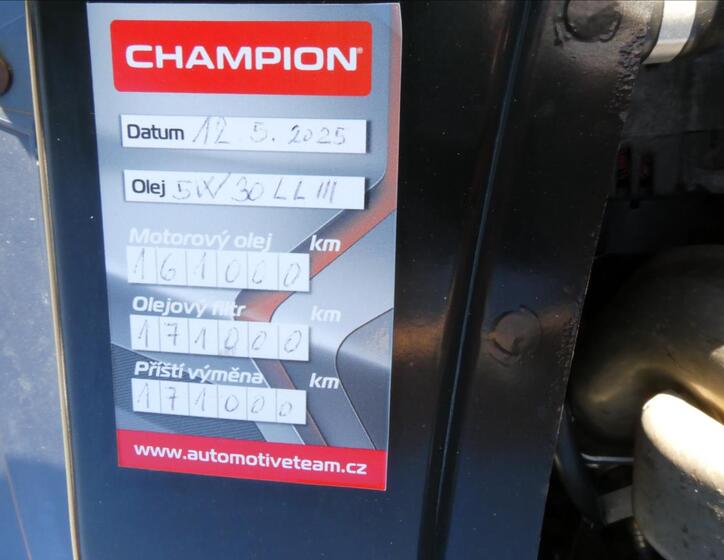 CHAMPION®
Datum 12.5.2025
Olej 5W/30 LL III
Motorový olej km
161000
Olejový filtr km
171000
Příští výměna km
171000
www.automotiveteam.cz